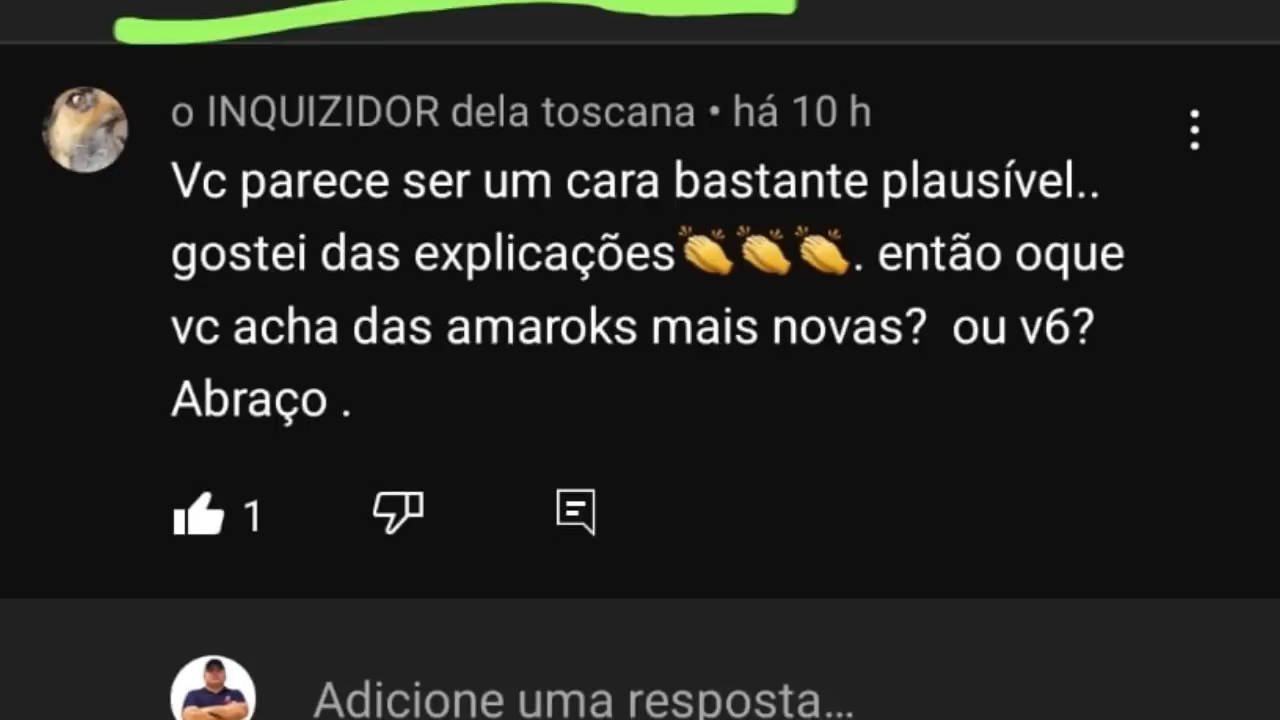 o INQUIZIDOR dela toscana • há 10 h
Vc parece ser um cara bastante plausível..
gostei das explicações👏👏👏. então oque
vc acha das amaroks mais novas?  ou v6?
Abraço .
1
Adicione uma resposta...